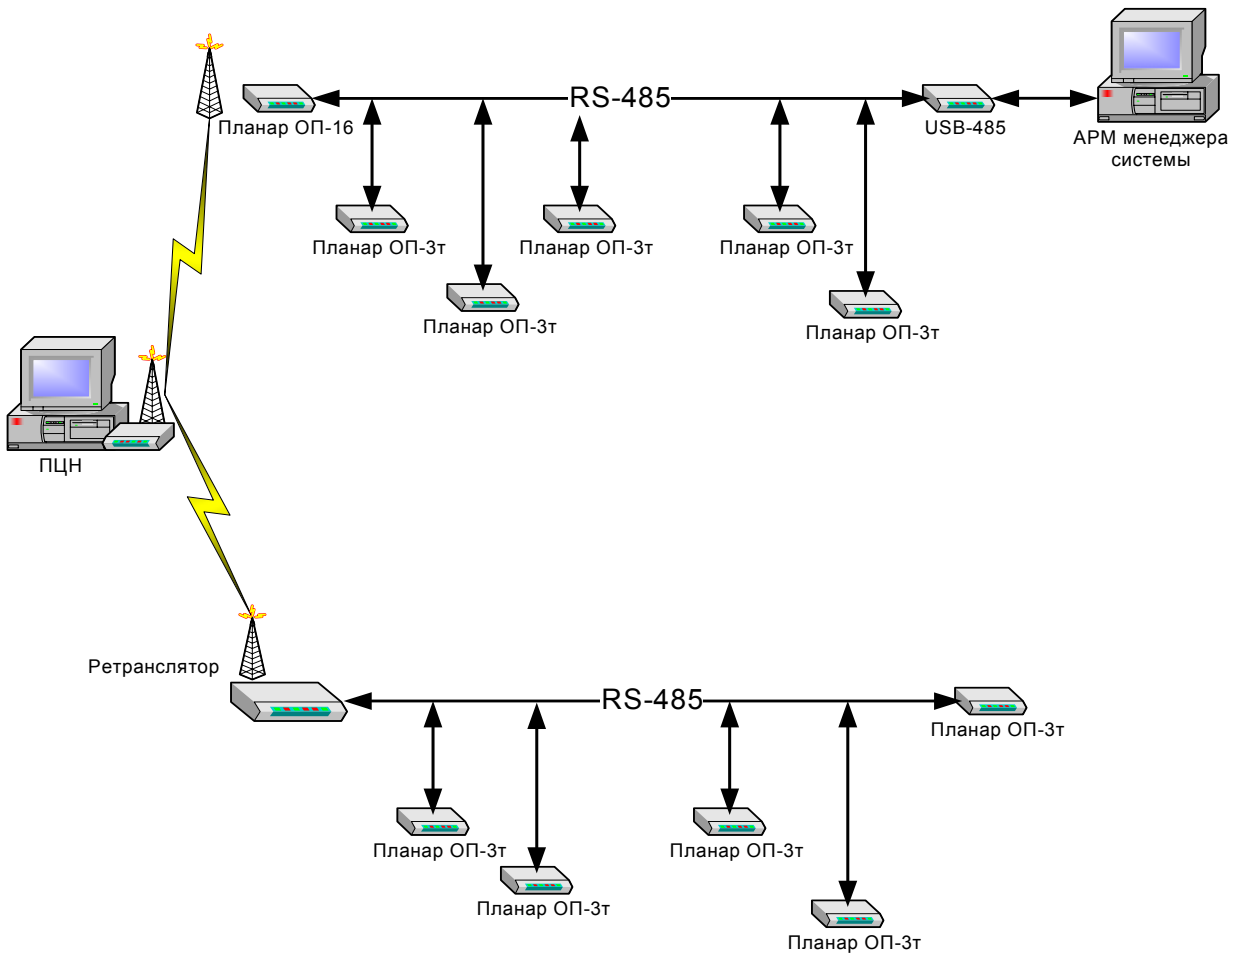 RS-485
Планар ОП-16
USB-485
АРМ менеджера
системы
Планар ОП-3т
Планар ОП-3т
Планар ОП-3т
Планар ОП-3т
Планар ОП-3т
ПЦН
Ретранслятор
RS-485
Планар ОП-3т
Планар ОП-3т
Планар ОП-3т
Планар ОП-3т
Планар ОП-3т